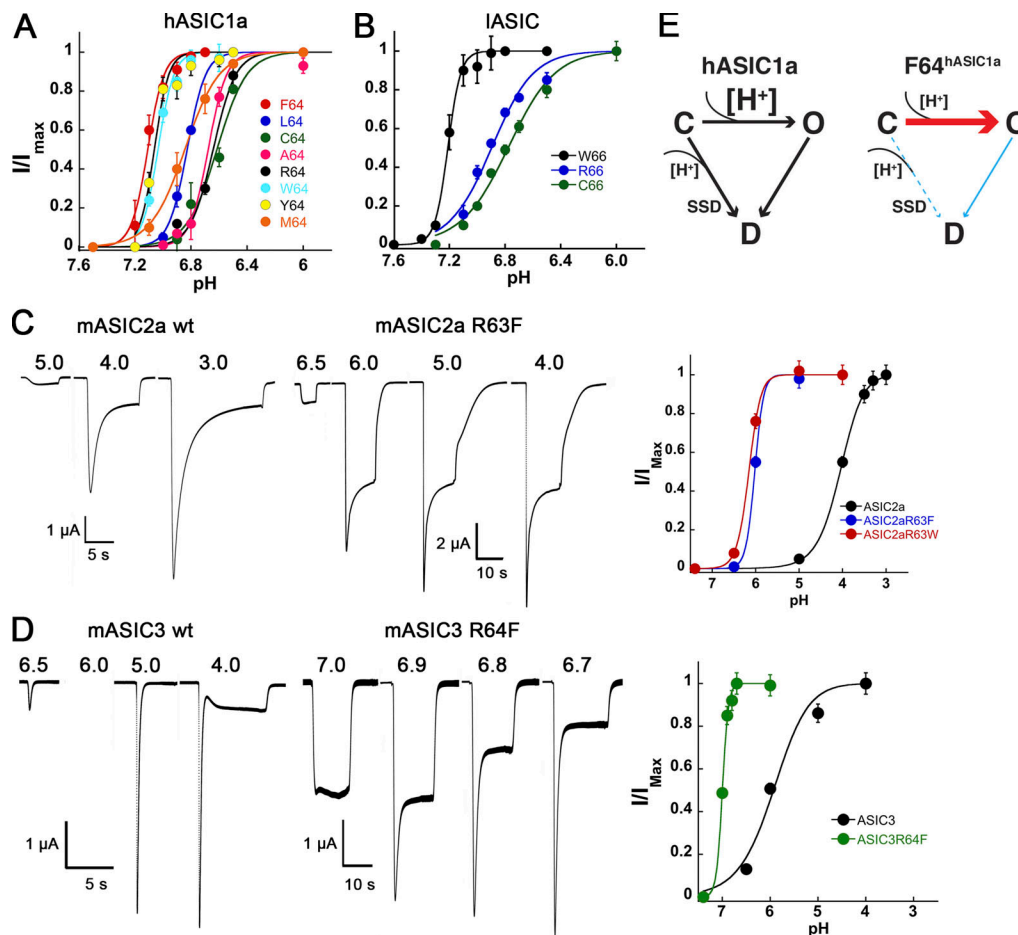 A
hASIC1a
I/Imax
1
0.8
0.6
0.4
0.2
0
7.6
7.2
6.8
6.4
6
pH
F64
L64
C64
A64
R64
W64
Y64
M64
B
lASIC
1
0.8
0.6
0.4
0.2
0
7.6
7.2
6.8
6.4
6.0
pH
W66
R66
C66
E
hASIC1a
[H+]
C
O
[H+]
SSD
D
F64hASIC1a
[H+]
C
O
[H+]
SSD
D
C
mASIC2a wt
5.0
4.0
3.0
1 µA
5 s
mASIC2a R63F
6.5
6.0
5.0
4.0
2 µA
10 s
I/IMax
1
0.8
0.6
0.4
0.2
0
7
6
5
4
3
pH
ASIC2a
ASIC2aR63F
ASIC2aR63W
D
mASIC3 wt
6.5
6.0
5.0
4.0
1 µA
5 s
mASIC3 R64F
7.0
6.9
6.8
6.7
1 µA
10 s
I/IMax
1
0.8
0.6
0.4
0.2
0
7
6
5
4
3
pH
ASIC3
ASIC3R64F